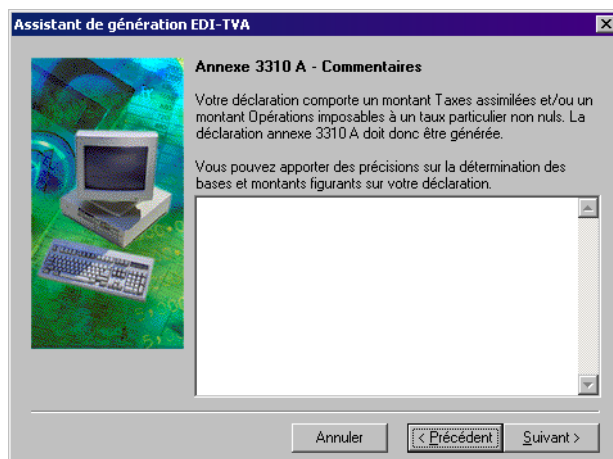 Assistant de génération EDI-TVA
Annexe 3310 A - Commentaires
Votre déclaration comporte un montant Taxes assimilées et/ou un
montant Opérations imposables à un taux particulier non nuls. La
déclaration annexe 3310 A doit donc être générée.
Vous pouvez apporter des précisions sur la détermination des
bases et montants figurants sur votre déclaration.
Annuler
< Précédent
Suivant >